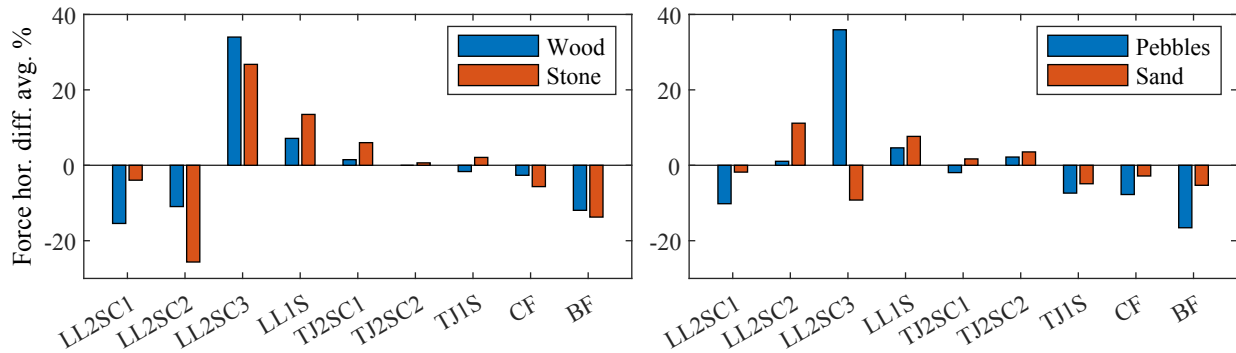 Force hor. diff. avg. %
40
20
0
-20
Wood
Stone
LL2SC1
LL2SC2
LL2SC3
LL1S
TJ2SC1
TJ2SC2
TJ1S
CF
BF
40
20
0
-20
Pebbles
Sand
LL2SC1
LL2SC2
LL2SC3
LL1S
TJ2SC1
TJ2SC2
TJ1S
CF
BF